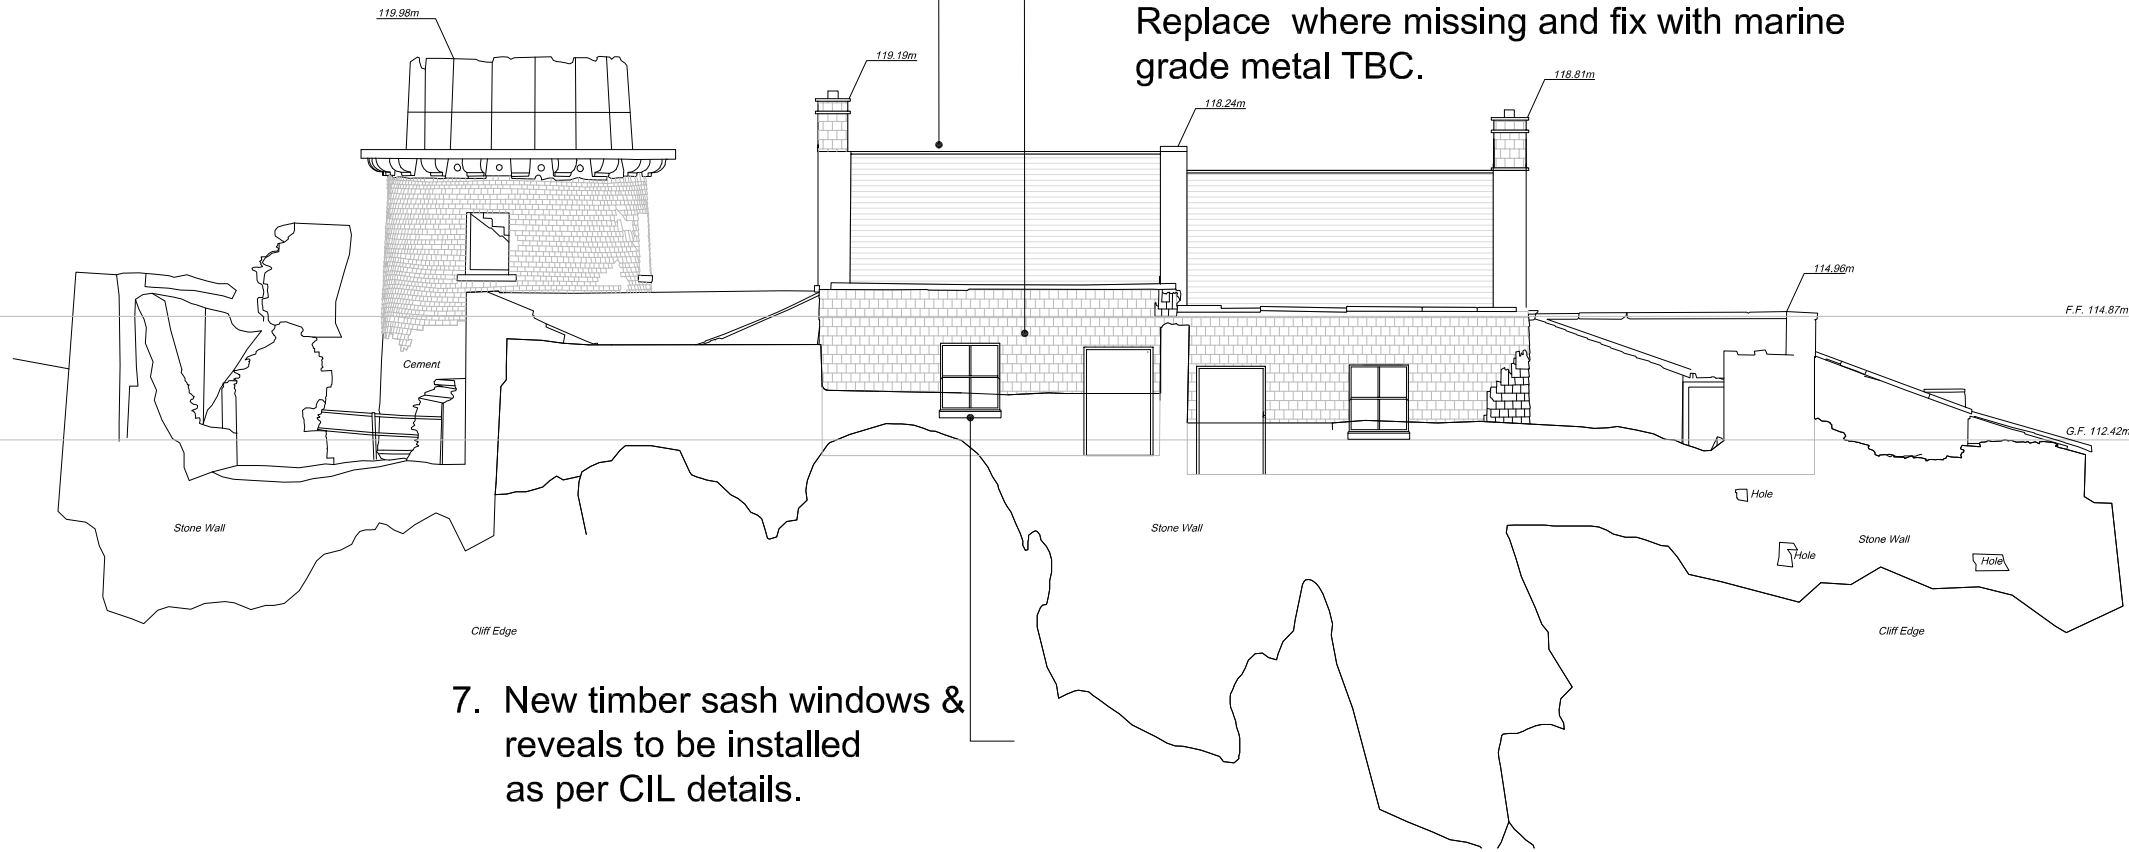 119.98m
Replace where missing and fix with marine
grade metal TBC.
119.19m
118.81m
118.24m
114.96m
F.F. 114.87m
Cement
G.F. 112.42m
Hole
Stone Wall
Stone Wall
Stone Wall
Hole
Hole
Cliff Edge
Cliff Edge
7. New timber sash windows &
reveals to be installed
as per CIL details.